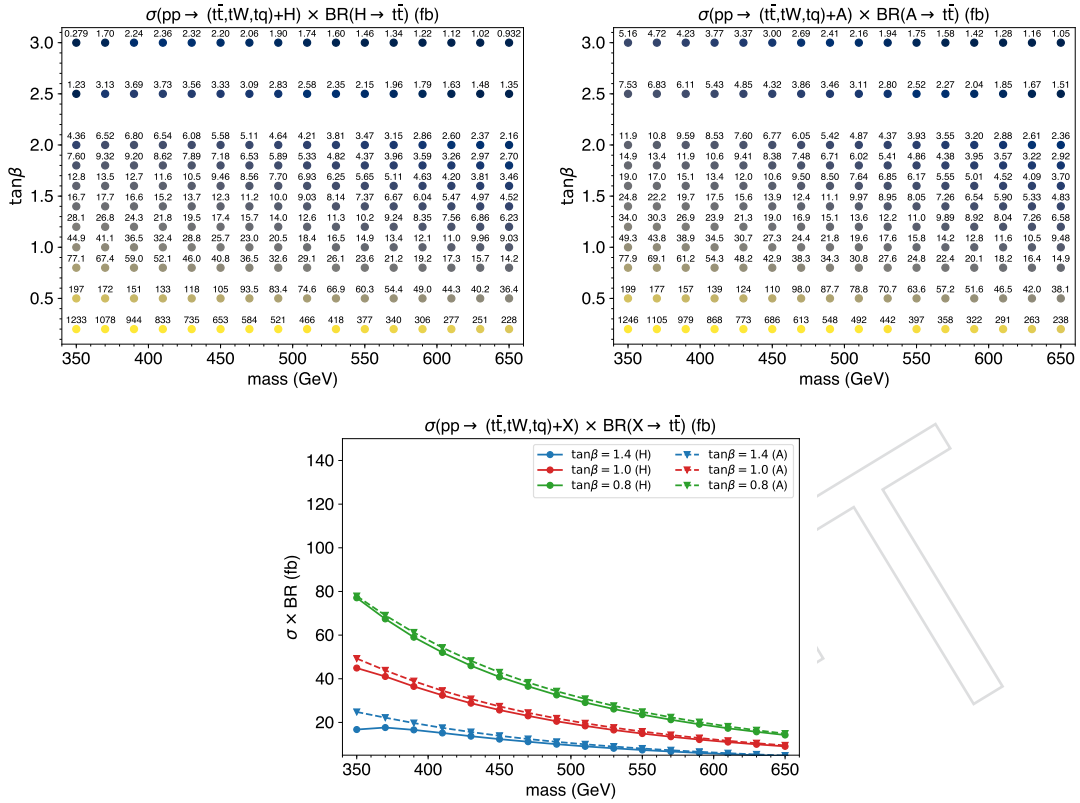 σ(pp → (tt̄,tW,tq)+H) × BR(H → tt̄) (fb)
3.0
0.279 1.70 2.24 2.36 2.32 2.20 2.06 1.90 1.74 1.60 1.46 1.34 1.22 1.12 1.02 0.932
2.5
1.23 3.13 3.69 3.73 3.56 3.33 3.09 2.83 2.58 2.35 2.15 1.96 1.79 1.63 1.48 1.35
2.0
4.36 6.52 6.80 6.54 6.08 5.58 5.11 4.64 4.21 3.81 3.47 3.15 2.86 2.60 2.37 2.16
7.60 9.32 9.20 8.62 7.89 7.18 6.53 5.89 5.33 4.82 4.37 3.96 3.59 3.26 2.97 2.70
12.8 13.5 12.7 11.6 10.5 9.46 8.56 7.70 6.93 6.25 5.65 5.11 4.63 4.20 3.81 3.46
1.5
16.7 17.7 16.6 15.2 13.7 12.3 11.2 10.0 9.03 8.14 7.37 6.67 6.04 5.47 4.97 4.52
28.1 26.8 24.3 21.8 19.5 17.4 15.7 14.0 12.6 11.3 10.2 9.24 8.35 7.56 6.86 6.23
1.0
44.9 41.1 36.5 32.4 28.8 25.7 23.0 20.5 18.4 16.5 14.9 13.4 12.1 11.0 9.96 9.03
77.1 67.4 59.0 52.1 46.0 40.8 36.5 32.6 29.1 26.1 23.6 21.2 19.2 17.3 15.7 14.2
0.5
197 172 151 133 118 105 93.5 83.4 74.6 66.9 60.3 54.4 49.0 44.3 40.2 36.4
1233 1078 944 833 735 653 584 521 466 418 377 340 306 277 251 228
tanβ
350 400 450 500 550 600 650
mass (GeV)
σ(pp → (tt̄,tW,tq)+A) × BR(A → tt̄) (fb)
3.0
5.16 4.72 4.23 3.77 3.37 3.00 2.69 2.41 2.16 1.94 1.75 1.58 1.42 1.28 1.16 1.05
2.5
7.53 6.83 6.11 5.43 4.85 4.32 3.86 3.46 3.11 2.80 2.52 2.27 2.04 1.85 1.67 1.51
2.0
11.9 10.8 9.59 8.53 7.60 6.77 6.05 5.42 4.87 4.37 3.93 3.55 3.20 2.88 2.61 2.36
14.9 13.4 11.9 10.6 9.41 8.38 7.48 6.71 6.02 5.41 4.86 4.38 3.95 3.57 3.22 2.92
19.0 17.0 15.1 13.4 12.0 10.6 9.50 8.50 7.64 6.85 6.17 5.55 5.01 4.52 4.09 3.70
1.5
24.8 22.2 19.7 17.5 15.6 13.9 12.4 11.1 9.97 8.95 8.05 7.26 6.54 5.90 5.33 4.83
34.0 30.3 26.9 23.9 21.3 19.0 16.9 15.1 13.6 12.2 11.0 9.89 8.92 8.04 7.26 6.58
1.0
49.3 43.8 38.9 34.5 30.7 27.3 24.4 21.8 19.6 17.6 15.8 14.2 12.8 11.6 10.5 9.48
77.9 69.1 61.2 54.3 48.2 42.9 38.3 34.3 30.8 27.6 24.8 22.4 20.1 18.2 16.4 14.9
0.5
199 177 157 139 124 110 98.0 87.7 78.8 70.7 63.6 57.2 51.6 46.5 42.0 38.1
1246 1105 979 868 773 686 613 548 492 442 397 358 322 291 263 238
tanβ
350 400 450 500 550 600 650
mass (GeV)
σ(pp → (tt̄,tW,tq)+X) × BR(X → tt̄) (fb)
tanβ = 1.4 (H) tanβ = 1.4 (A)
tanβ = 1.0 (H) tanβ = 1.0 (A)
tanβ = 0.8 (H) tanβ = 0.8 (A)
140
120
100
80
60
40
20
σ × BR (fb)
350 400 450 500 550 600 650
mass (GeV)
T